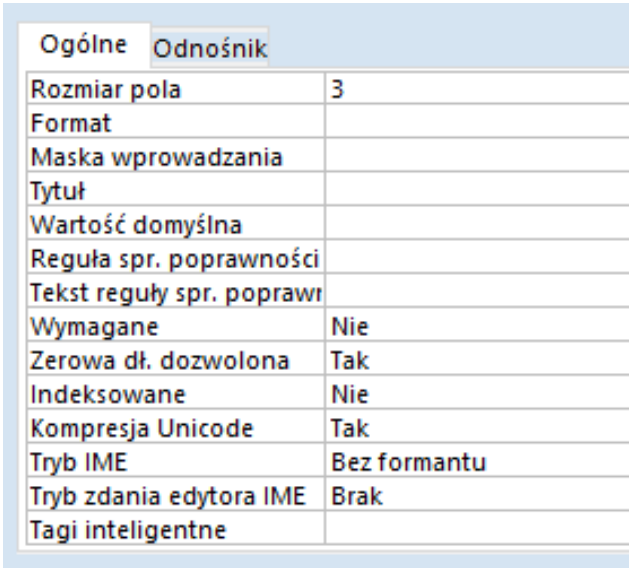 Ogólne Odnośnik
Rozmiar pola 3
Format
Maska wprowadzania
Tytuł
Wartość domyślna
Reguła spr. poprawności
Tekst reguły spr. poprawn
Wymagane Nie
Zerowa dł. dozwolona Tak
Indeksowane Nie
Kompresja Unicode Tak
Tryb IME Bez formantu
Tryb zdania edytora IME Brak
Tagi inteligentne